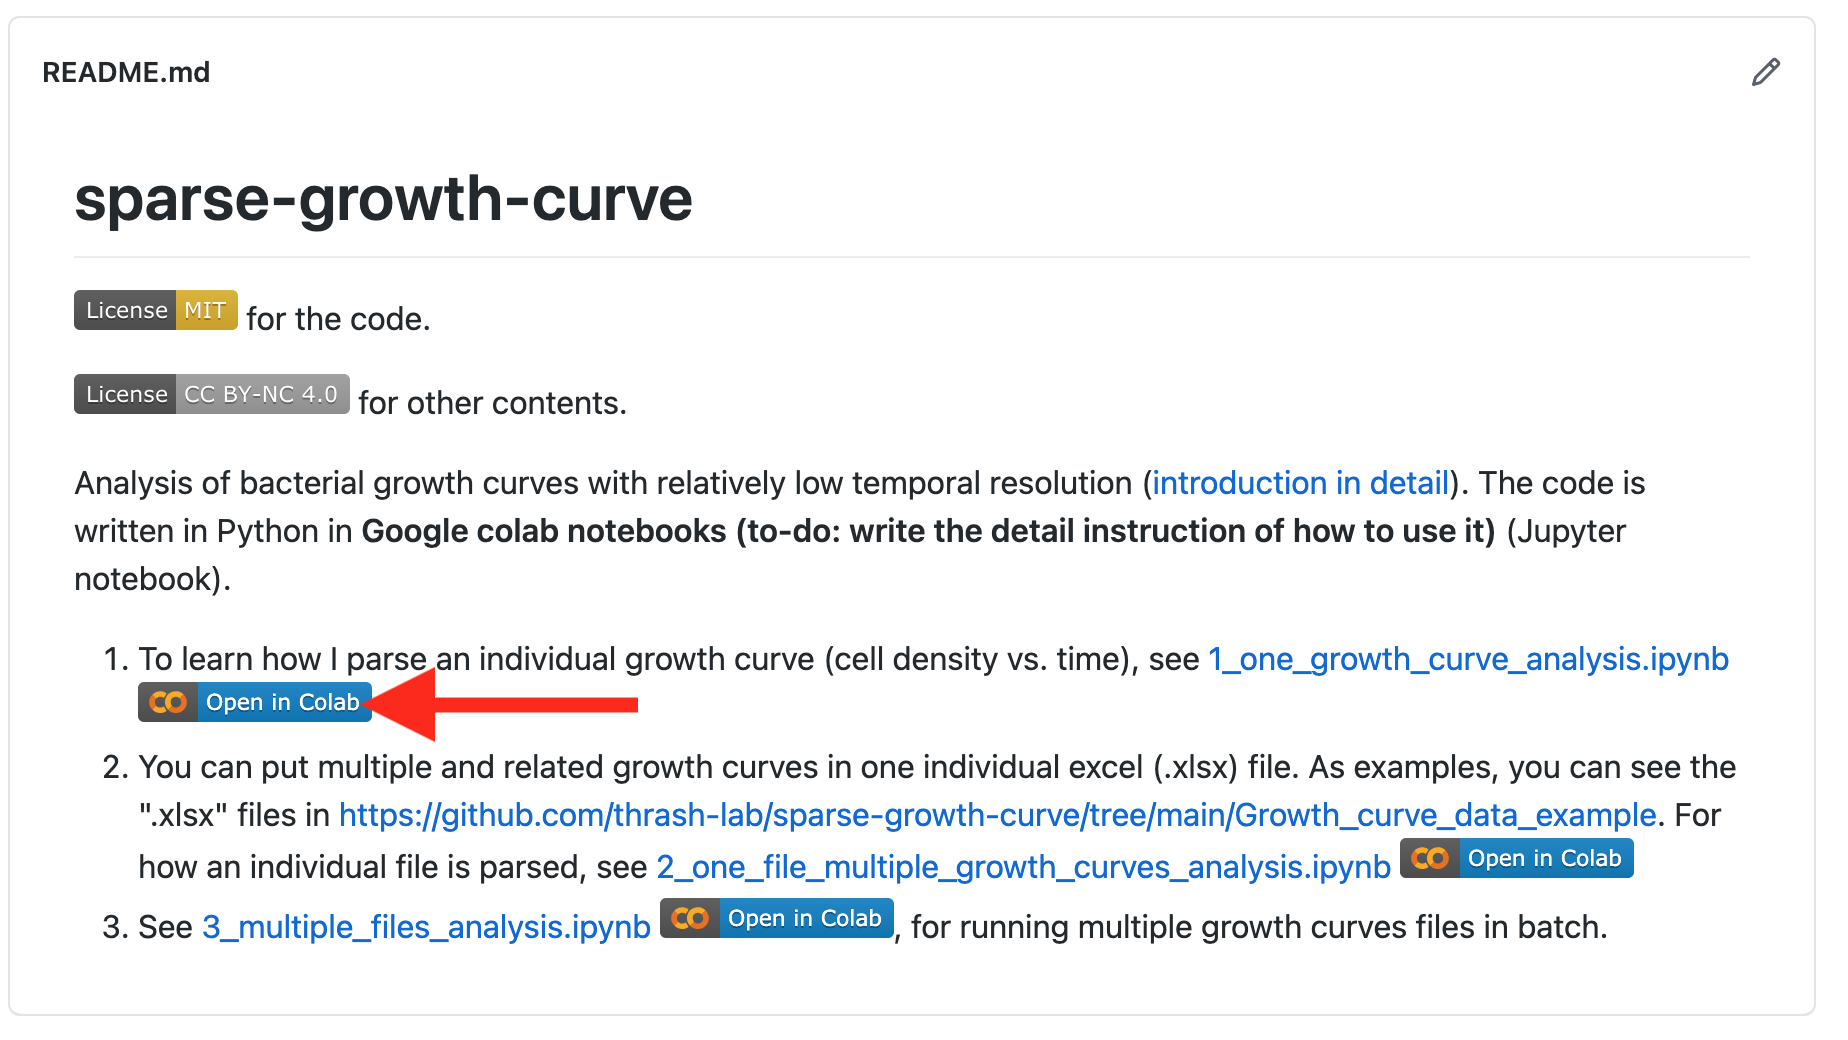 README.md
sparse-growth-curve
License MIT for the code.
License CC BY-NC 4.0 for other contents.
Analysis of bacterial growth curves with relatively low temporal resolution (introduction in detail). The code is
written in Python in Google colab notebooks (to-do: write the detail instruction of how to use it) (Jupyter
notebook).
1. To learn how I parse an individual growth curve (cell density vs. time), see 1_one_growth_curve_analysis.ipynb
Open in Colab
2. You can put multiple and related growth curves in one individual excel (.xlsx) file. As examples, you can see the
".xlsx" files in https://github.com/thrash-lab/sparse-growth-curve/tree/main/Growth_curve_data_example. For
how an individual file is parsed, see 2_one_file_multiple_growth_curves_analysis.ipynb Open in Colab
3. See 3_multiple_files_analysis.ipynb Open in Colab, for running multiple growth curves files in batch.